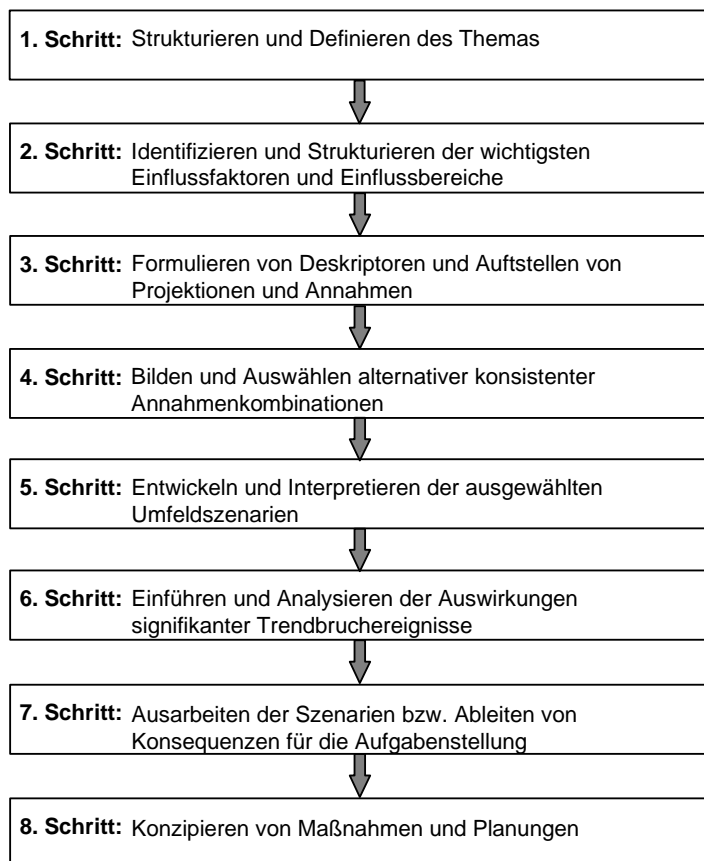 1. Schritt: Strukturieren und Definieren des Themas
2. Schritt: Identifizieren und Strukturieren der wichtigsten
Einflussfaktoren und Einflussbereiche
3. Schritt: Formulieren von Deskriptoren und Auftstellen von
Projektionen und Annahmen
4. Schritt: Bilden und Auswählen alternativer konsistenter
Annahmenkombinationen
5. Schritt: Entwickeln und Interpretieren der ausgewählten
Umfeldszenarien
6. Schritt: Einführen und Analysieren der Auswirkungen
signifikanter Trendbruchereignisse
7. Schritt: Ausarbeiten der Szenarien bzw. Ableiten von
Konsequenzen für die Aufgabenstellung
8. Schritt: Konzipieren von Maßnahmen und Planungen